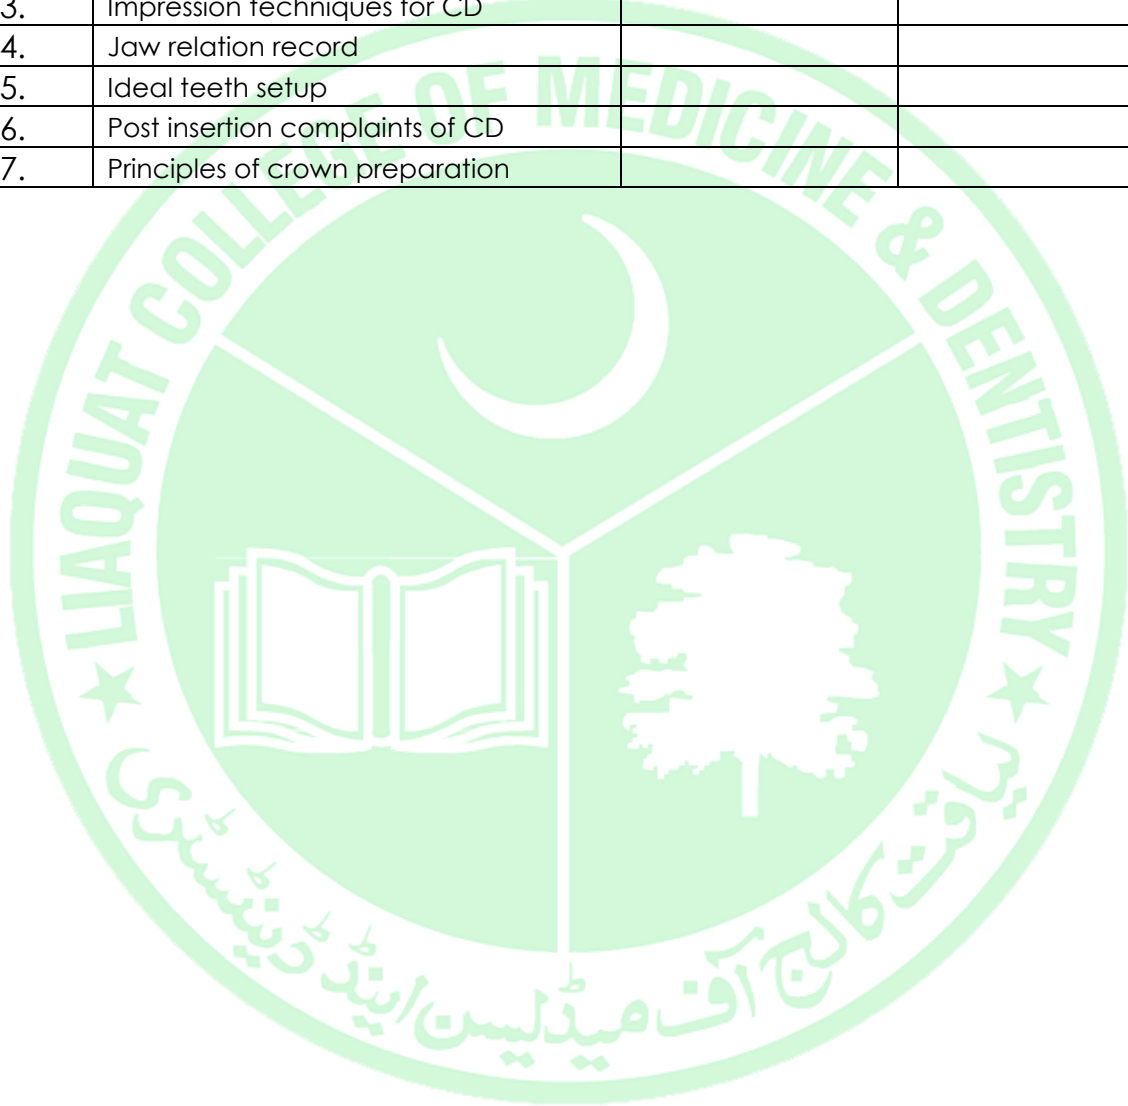 3. Impression techniques for CD
4. Jaw relation record
5. Ideal teeth setup
6. Post insertion complaints of CD
7. Principles of crown preparation
LIAQUAT COLLEGE OF MEDICINE & DENTISTRY
لیاقت کالج آف میڈلیسن اینڈ ڈینٹسٹری